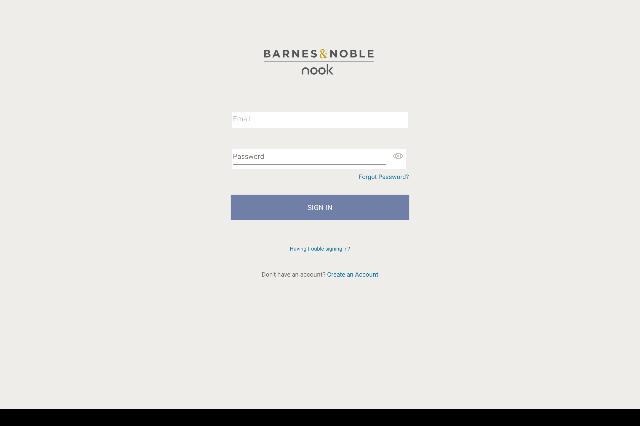 BARNES&NOBLE
nook
Email
Password
Forgot Password?
SIGN IN
Having trouble signing in?
Don't have an account? Create an Account